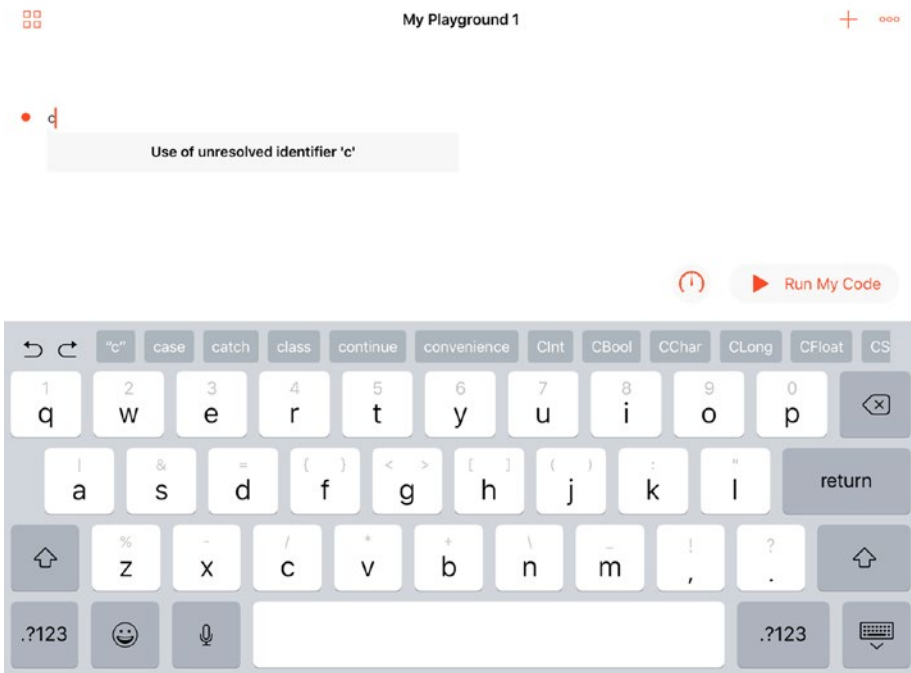 My Playground 1
c
Use of unresolved identifier 'c'
Run My Code
"c" case catch class continue convenience CInt CBool CChar CLong CFloat CS
1 2 3 4 5 6 7 8 9 0
q w e r t y u i o p
| & = { } < > [ ] ( ) : "
a s d f g h j k l return
% - / * + \ _ ! ?
z x c v b n m , .
.?123 .?123